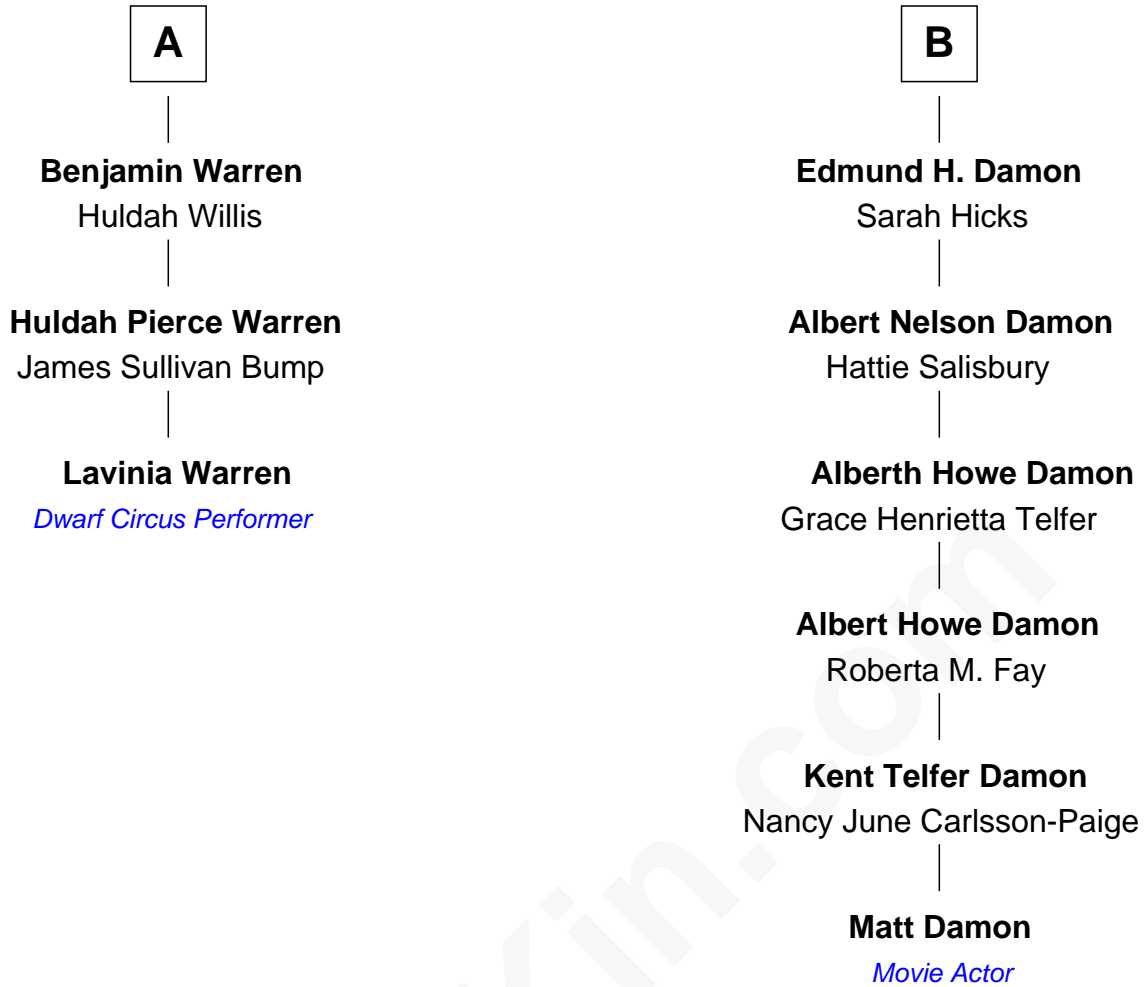 A
Benjamin Warren
Huldah Willis
Huldah Pierce Warren
James Sullivan Bump
Lavinia Warren
Dwarf Circus Performer
B
Edmund H. Damon
Sarah Hicks
Albert Nelson Damon
Hattie Salisbury
Alberth Howe Damon
Grace Henrietta Telfer
Albert Howe Damon
Roberta M. Fay
Kent Telfer Damon
Nancy June Carlsson-Paige
Matt Damon
Movie Actor
Kin.com